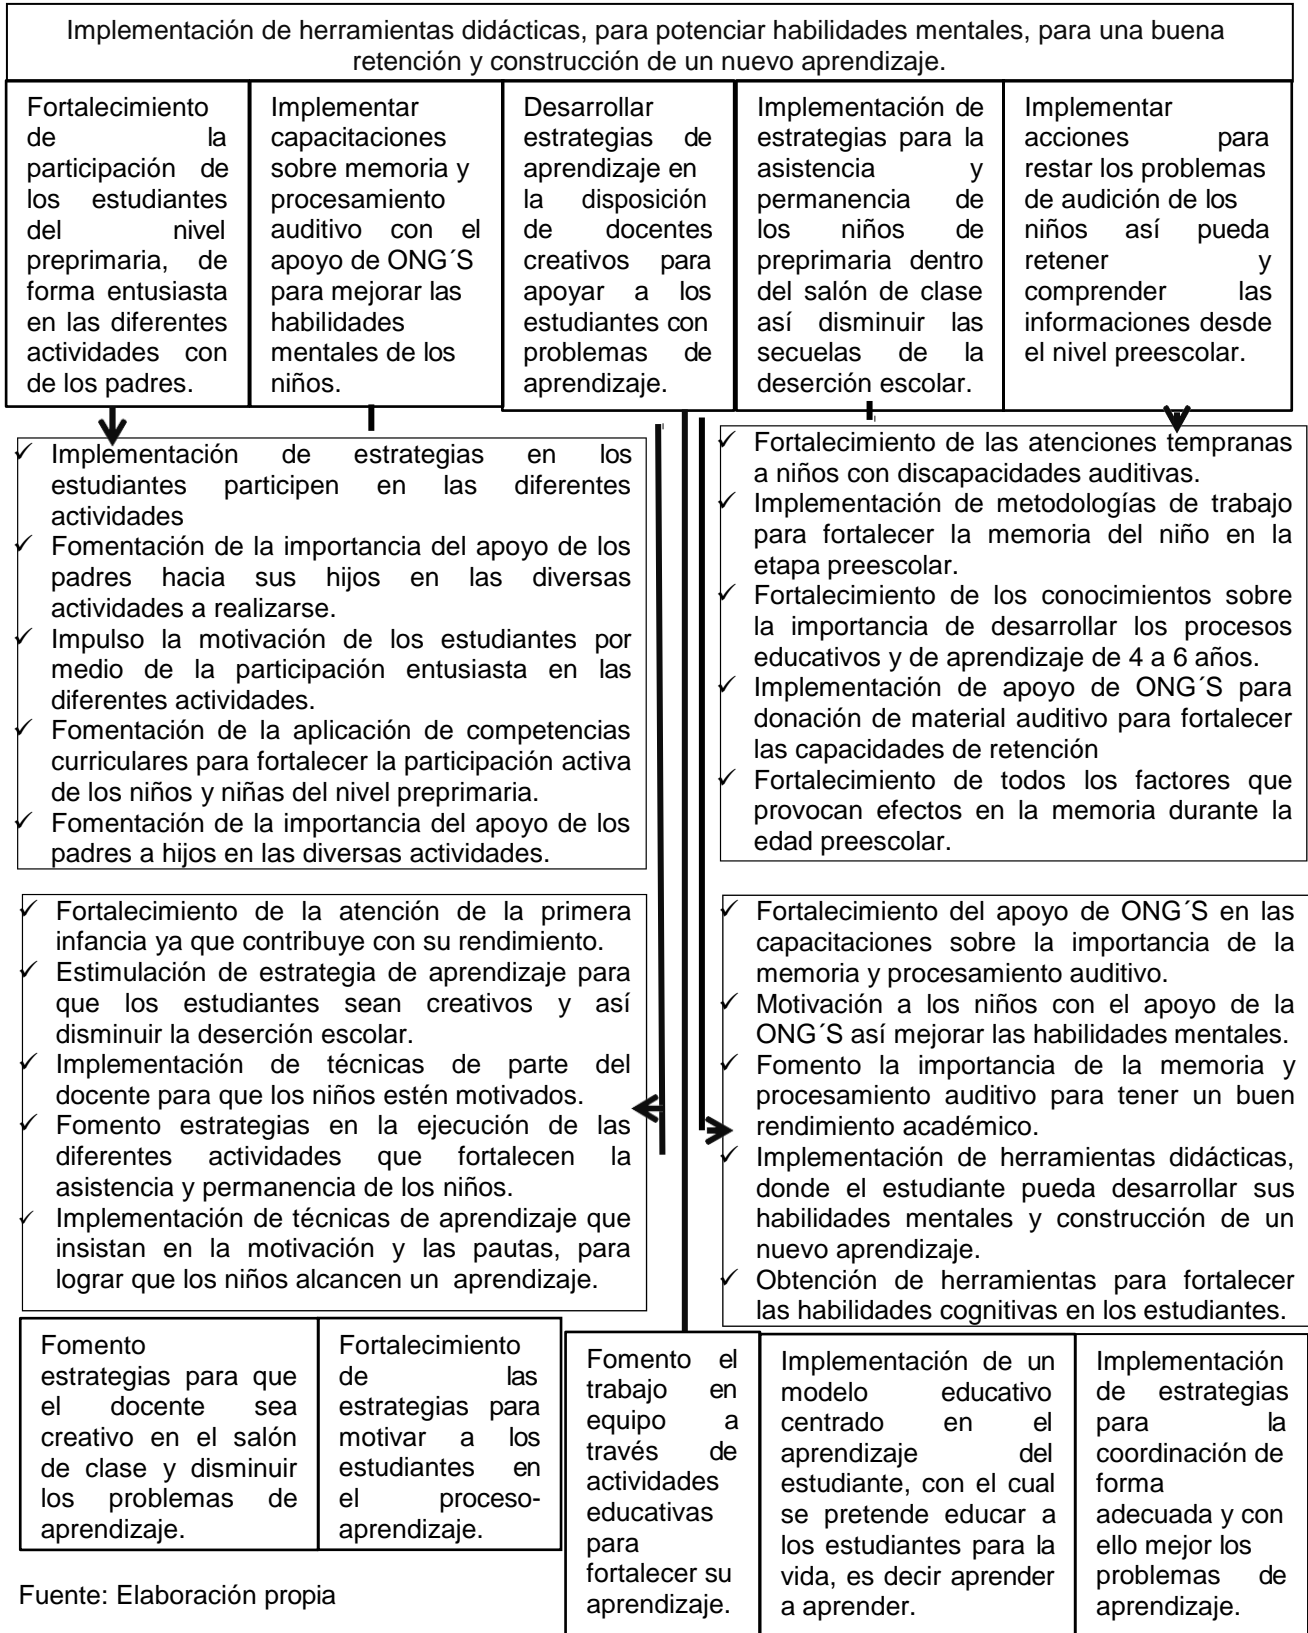 Implementación de herramientas didácticas, para potenciar habilidades mentales, para una buena
retención y construcción de un nuevo aprendizaje.
Fortalecimiento
de la
participación de
los estudiantes
del nivel
preprimaria, de
forma entusiasta
en las diferentes
actividades con
de los padres.
Implementar
capacitaciones
sobre memoria y
procesamiento
auditivo con el
apoyo de ONG´S
para mejorar las
habilidades
mentales de los
niños.
Desarrollar
estrategias de
aprendizaje en
la disposición
de docentes
creativos para
apoyar a los
estudiantes con
problemas de
aprendizaje.
Implementación de
estrategias para la
asistencia y
permanencia de
los niños de
preprimaria dentro
del salón de clase
así disminuir las
secuelas de la
deserción escolar.
Implementar
acciones para
restar los problemas
de audición de los
niños así pueda
retener y
comprender las
informaciones desde
el nivel preescolar.
✓ Implementación de estrategias en los
estudiantes participen en las diferentes
actividades
✓ Fomentación de la importancia del apoyo de los
padres hacia sus hijos en las diversas
actividades a realizarse.
✓ Impulso la motivación de los estudiantes por
medio de la participación entusiasta en las
diferentes actividades.
✓ Fomentación de la aplicación de competencias
curriculares para fortalecer la participación activa
de los niños y niñas del nivel preprimaria.
✓ Fomentación de la importancia del apoyo de los
padres a hijos en las diversas actividades.
✓ Fortalecimiento de las atenciones tempranas
a niños con discapacidades auditivas.
✓ Implementación de metodologías de trabajo
para fortalecer la memoria del niño en la
etapa preescolar.
✓ Fortalecimiento de los conocimientos sobre
la importancia de desarrollar los procesos
educativos y de aprendizaje de 4 a 6 años.
✓ Implementación de apoyo de ONG´S para
donación de material auditivo para fortalecer
las capacidades de retención
✓ Fortalecimiento de todos los factores que
provocan efectos en la memoria durante la
edad preescolar.
✓ Fortalecimiento de la atención de la primera
infancia ya que contribuye con su rendimiento.
✓ Estimulación de estrategia de aprendizaje para
que los estudiantes sean creativos y así
disminuir la deserción escolar.
✓ Implementación de técnicas de parte del
docente para que los niños estén motivados.
✓ Fomento estrategias en la ejecución de las
diferentes actividades que fortalecen la
asistencia y permanencia de los niños.
✓ Implementación de técnicas de aprendizaje que
insistan en la motivación y las pautas, para
lograr que los niños alcancen un aprendizaje.
✓ Fortalecimiento del apoyo de ONG´S en las
capacitaciones sobre la importancia de la
memoria y procesamiento auditivo.
✓ Motivación a los niños con el apoyo de la
ONG´S así mejorar las habilidades mentales.
✓ Fomento la importancia de la memoria y
procesamiento auditivo para tener un buen
rendimiento académico.
✓ Implementación de herramientas didácticas,
donde el estudiante pueda desarrollar sus
habilidades mentales y construcción de un
nuevo aprendizaje.
✓ Obtención de herramientas para fortalecer
las habilidades cognitivas en los estudiantes.
Fomento
estrategias para que
el docente sea
creativo en el salón
de clase y disminuir
los problemas de
aprendizaje.
Fortalecimiento
de las
estrategias para
motivar a los
estudiantes en
el proceso-
aprendizaje.
Fomento el
trabajo en
equipo a
través de
actividades
educativas
para
fortalecer su
aprendizaje.
Implementación de un
modelo educativo
centrado en el
aprendizaje del
estudiante, con el cual
se pretende educar a
los estudiantes para la
vida, es decir aprender
a aprender.
Implementación
de estrategias
para la
coordinación de
forma
adecuada y con
ello mejor los
problemas de
aprendizaje.
Fuente: Elaboración propia